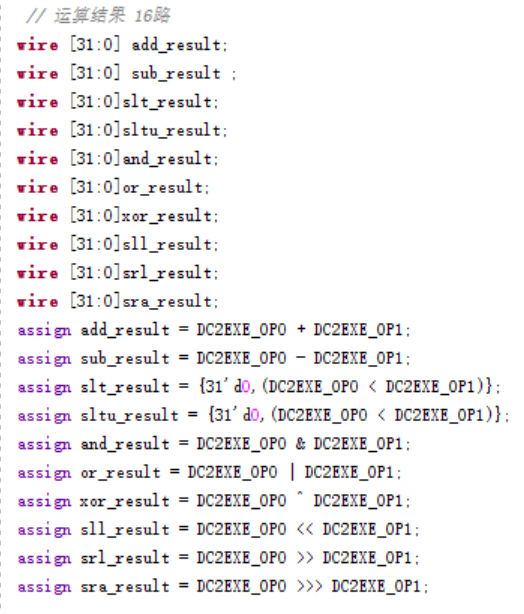 // 运算结果 16路
wire [31:0] add_result;
wire [31:0] sub_result ;
wire [31:0]slt_result;
wire [31:0]sltu_result;
wire [31:0]and_result;
wire [31:0]or_result;
wire [31:0]xor_result;
wire [31:0]sll_result;
wire [31:0]srl_result;
wire [31:0]sra_result;
assign add_result = DC2EXE_OP0 + DC2EXE_OP1;
assign sub_result = DC2EXE_OP0 - DC2EXE_OP1;
assign slt_result = {31'd0,(DC2EXE_OP0 < DC2EXE_OP1)};
assign sltu_result = {31'd0,(DC2EXE_OP0 < DC2EXE_OP1)};
assign and_result = DC2EXE_OP0 & DC2EXE_OP1;
assign or_result = DC2EXE_OP0 | DC2EXE_OP1;
assign xor_result = DC2EXE_OP0 ^ DC2EXE_OP1;
assign sll_result = DC2EXE_OP0 << DC2EXE_OP1;
assign srl_result = DC2EXE_OP0 >> DC2EXE_OP1;
assign sra_result = DC2EXE_OP0 >>> DC2EXE_OP1;